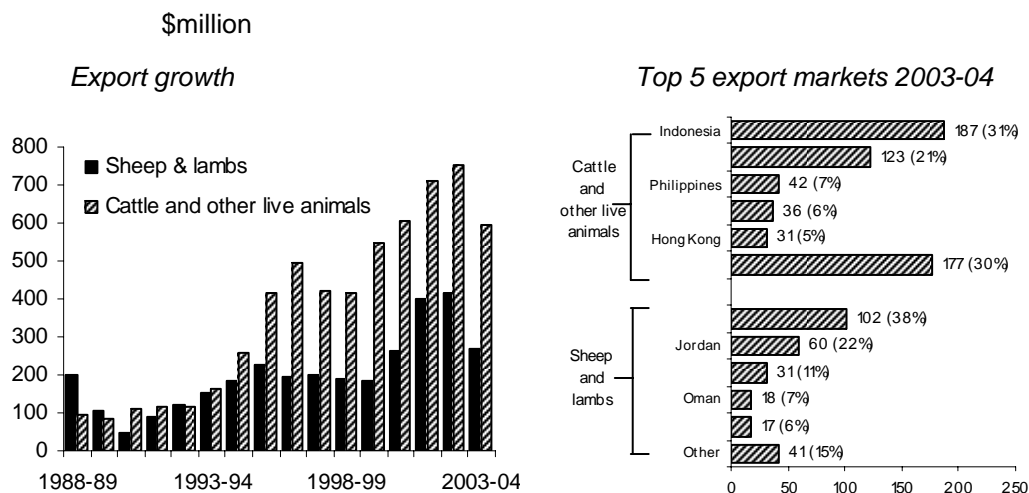 $million
Export growth
800
700
600
500
400
300
200
100
0
Sheep & lambs
Cattle and other live animals
1988-89 1993-94 1998-99 2003-04
Top 5 export markets 2003-04
Cattle
and
other live
animals
Indonesia 187 (31%)
123 (21%)
Philippines 42 (7%)
36 (6%)
Hong Kong 31 (5%)
177 (30%)
Sheep
and
lambs
102 (38%)
Jordan 60 (22%)
31 (11%)
Oman 18 (7%)
17 (6%)
Other 41 (15%)
0 50 100 150 200 250